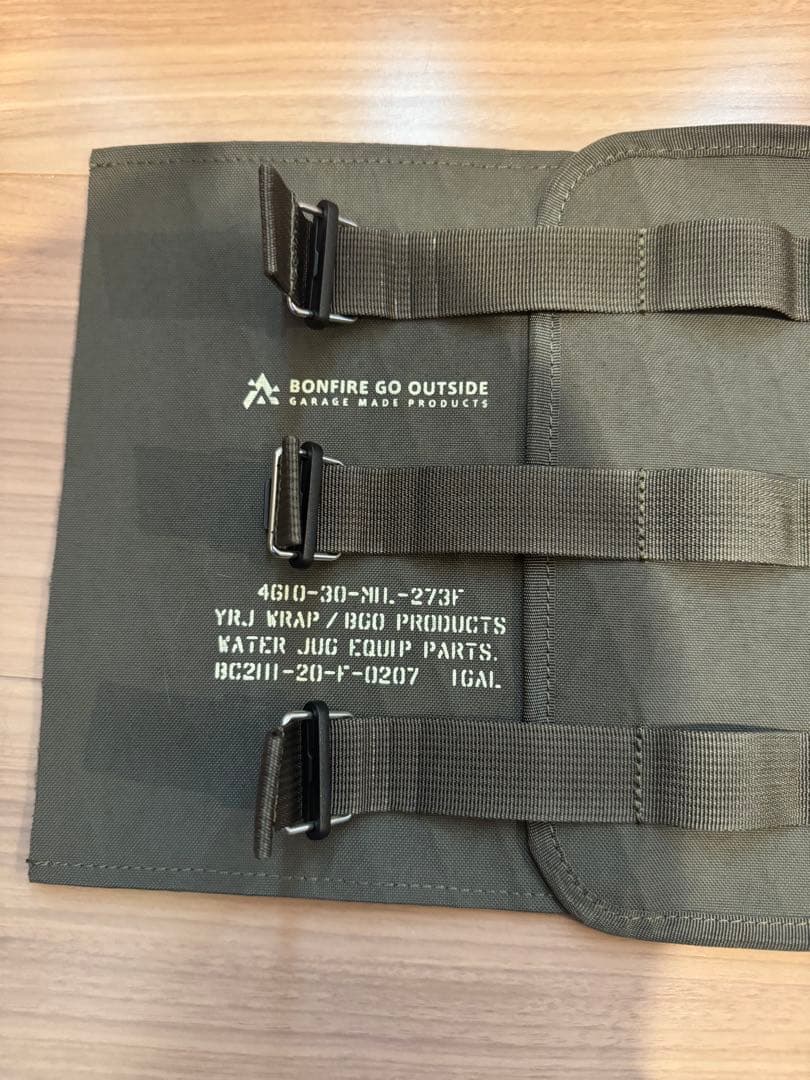 BONFIRE GO OUTSIDE
GARAGE MADE PRODUCTS
4G10-30-MIL-273F
YRJ WRAP / BGO PRODUCTS
WATER JUG EQUIP PARTS.
BC2111-20-F-0207 1GAL